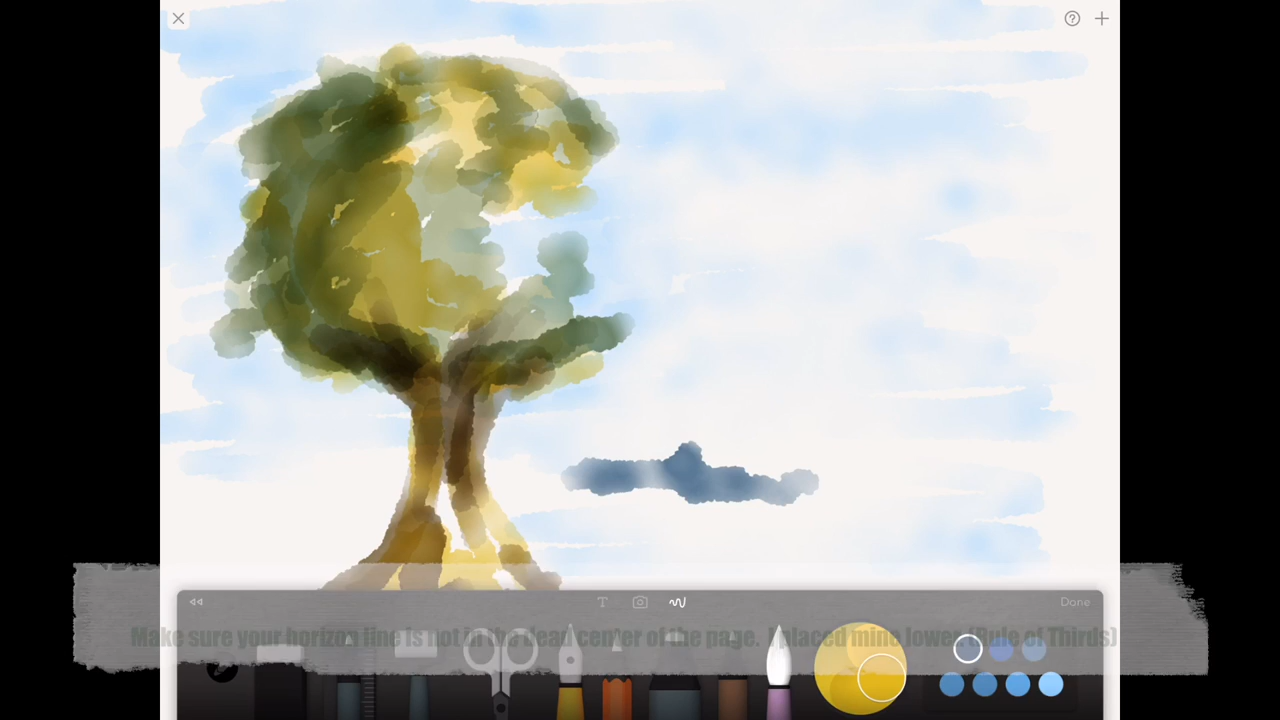 T
Done
Make sure your horizon line is not in the dead center of the page. I placed mine lower (Rule of Thirds)